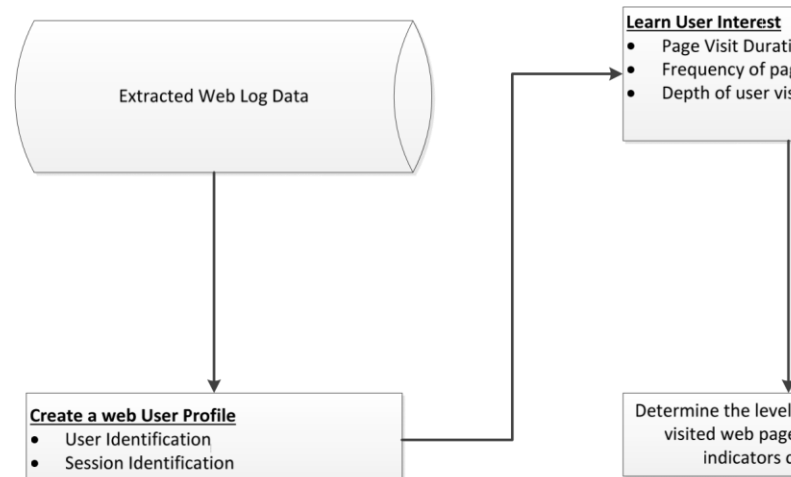 Extracted Web Log Data
Create a web User Profile
• User Identification
• Session Identification
Learn User Interest
• Page Visit
• Frequency of
• Depth of user
Determine the level
visited web
indicators